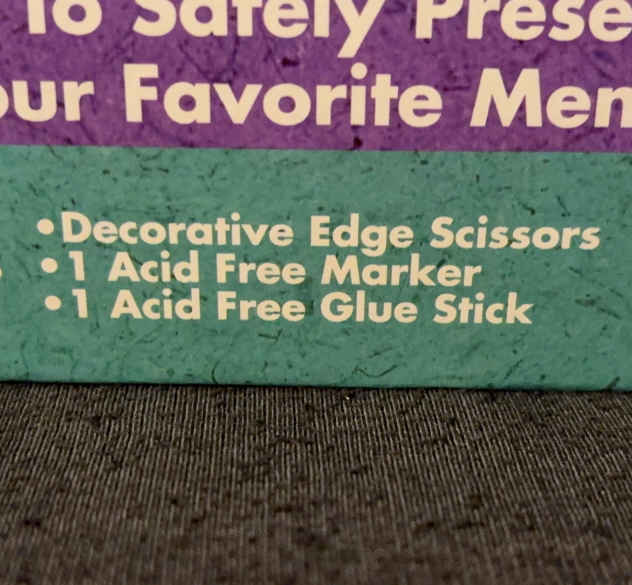 To Safely Prese
our Favorite Mem
•Decorative Edge Scissors
•1 Acid Free Marker
•1 Acid Free Glue Stick